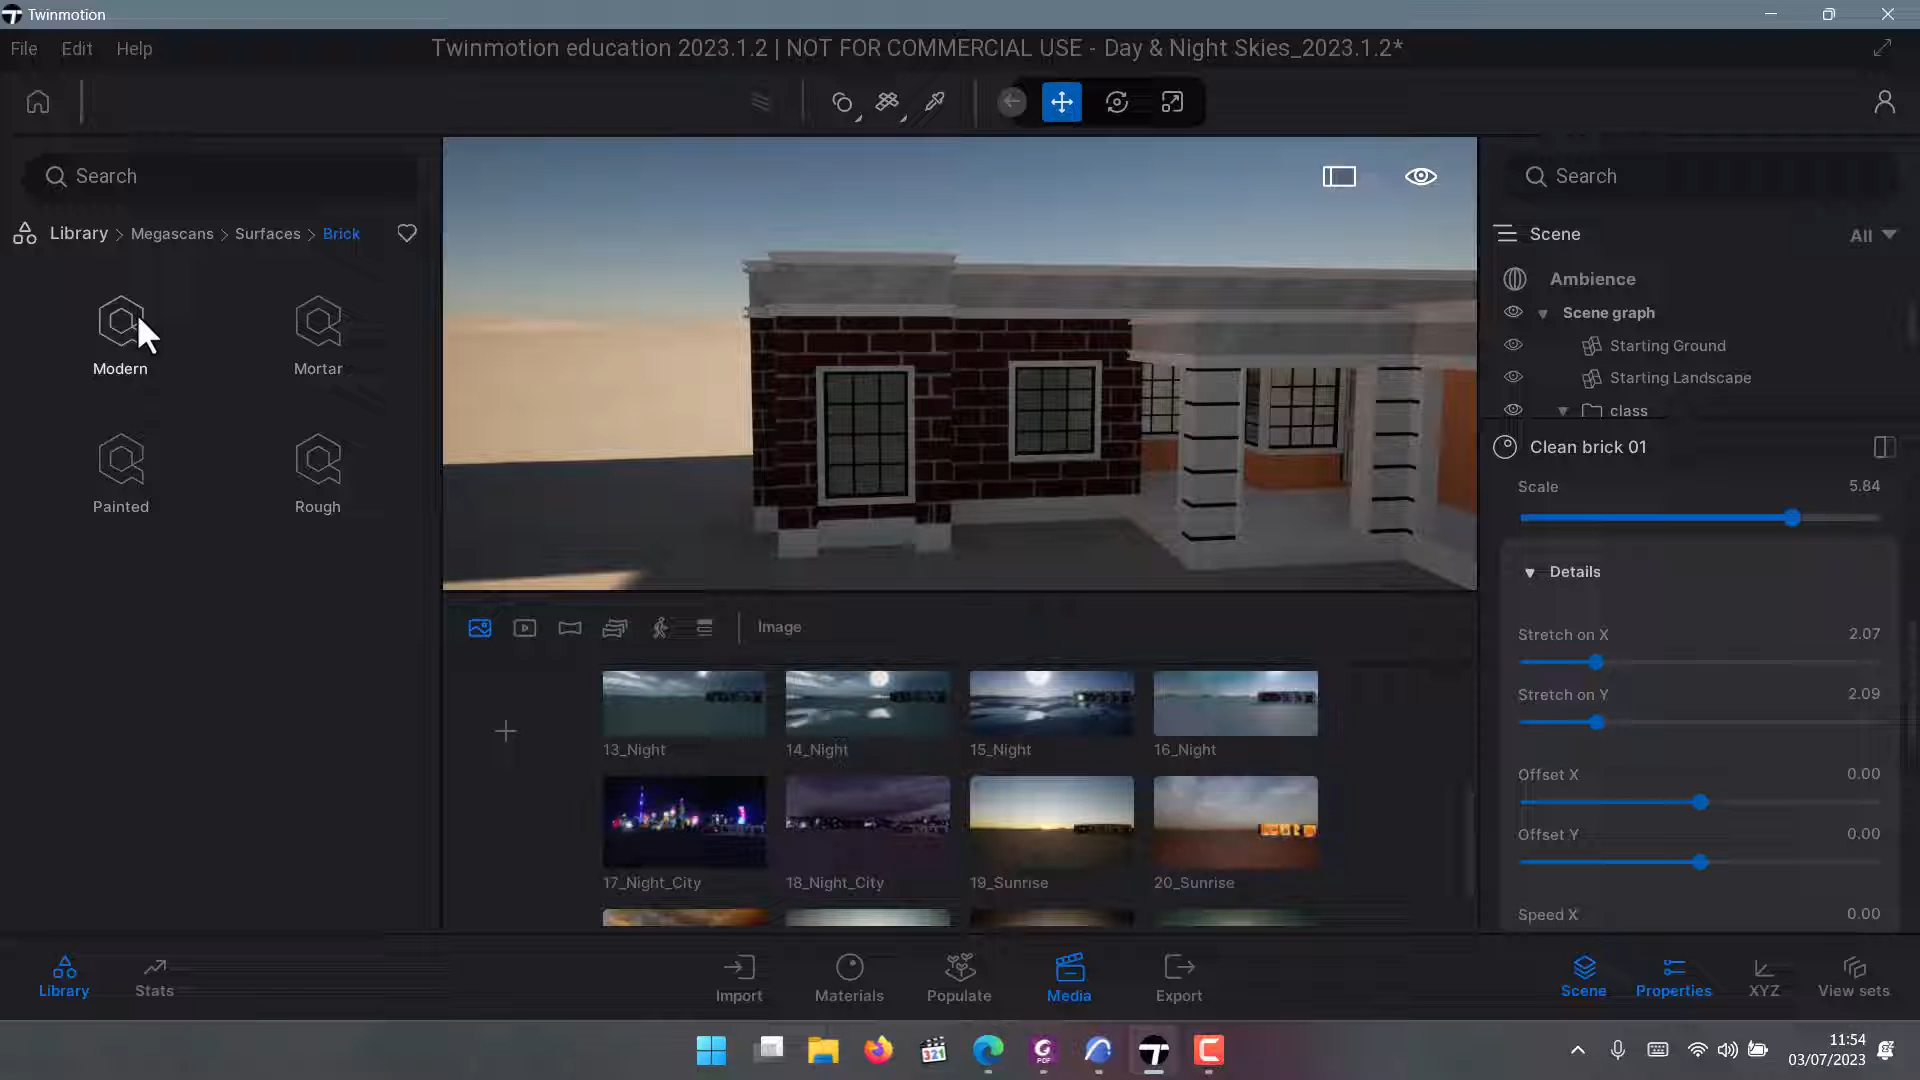 Twinmotion
File Edit Help
Twinmotion education 2023.1.2 | NOT FOR COMMERCIAL USE - Day & Night Skies_2023.1.2*
Search
Library > Megascans > Surfaces > Brick
Modern
Mortar
Painted
Rough
Search
Scene
All
Ambience
Scene graph
Starting Ground
Starting Landscape
class
Clean brick 01
Scale 5.84
Details
Stretch on X 2.07
Stretch on Y 2.09
Offset X 0.00
Offset Y 0.00
Speed X 0.00
Image
13_Night
14_Night
15_Night
16_Night
17_Night_City
18_Night_City
19_Sunrise
20_Sunrise
Library
Stats
Import
Materials
Populate
Media
Export
Scene
Properties
XYZ
View sets
321
PDF
11:54
03/07/2023